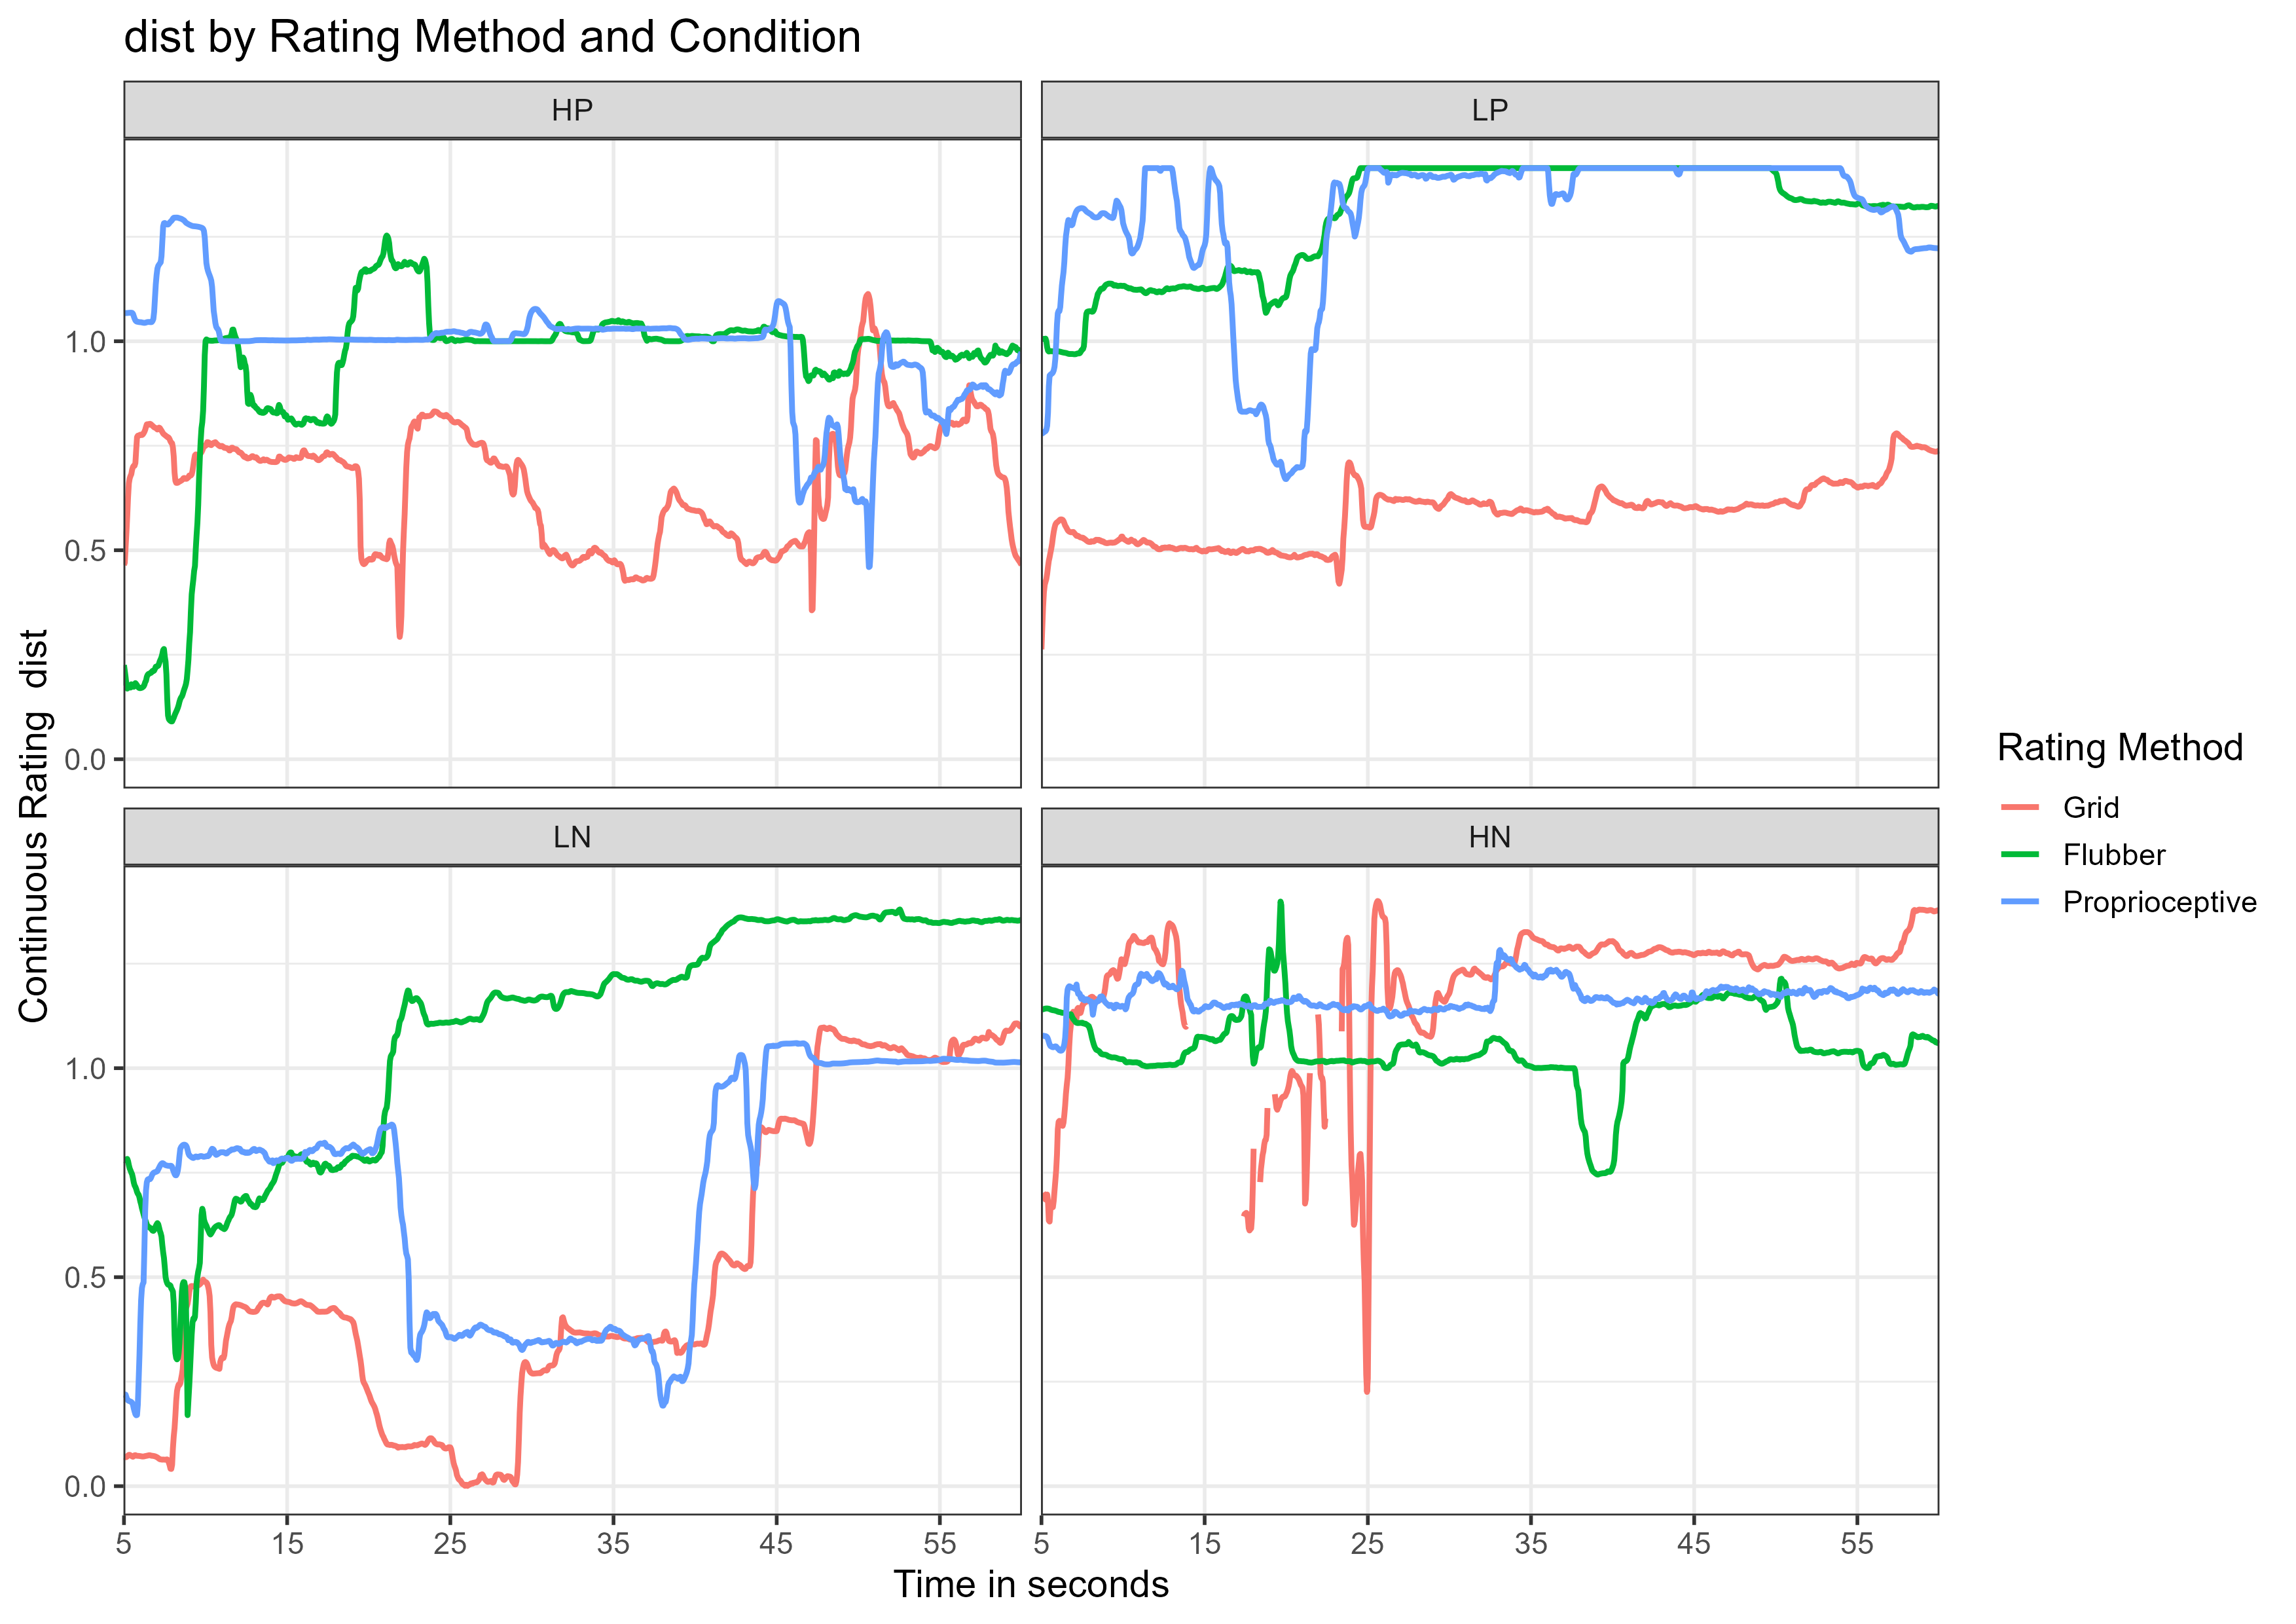 dist by Rating Method and Condition
HP
LP
1.0
0.5
0.0
LN
HN
1.0
0.5
0.0
5 15 25 35 45 55
5 15 25 35 45 55
Time in seconds
Continuous Rating  dist
Rating Method
Grid
Flubber
Proprioceptive